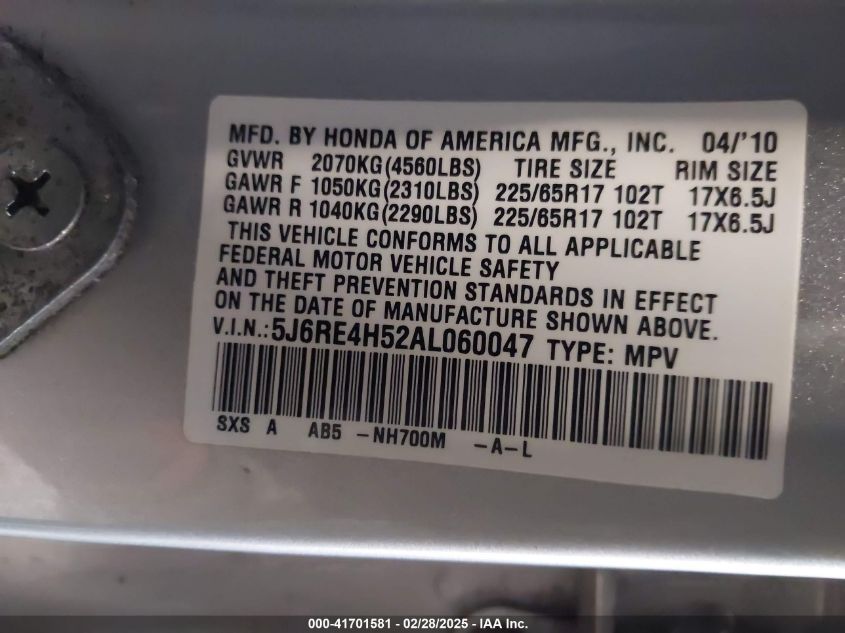 MFD. BY HONDA OF AMERICA MFG., INC. 04/'10
GVWR 2070KG(4560LBS) TIRE SIZE RIM SIZE
GAWR F 1050KG(2310LBS) 225/65R17 102T 17X6.5J
GAWR R 1040KG(2290LBS) 225/65R17 102T 17X6.5J
THIS VEHICLE CONFORMS TO ALL APPLICABLE
FEDERAL MOTOR VEHICLE SAFETY
AND THEFT PREVENTION STANDARDS IN EFFECT
ON THE DATE OF MANUFACTURE SHOWN ABOVE.
V.I.N.:5J6RE4H52AL060047 TYPE: MPV
SXS A AB5 -NH700M -A-L
000-41701581 - 02/28/2025 - IAA Inc.